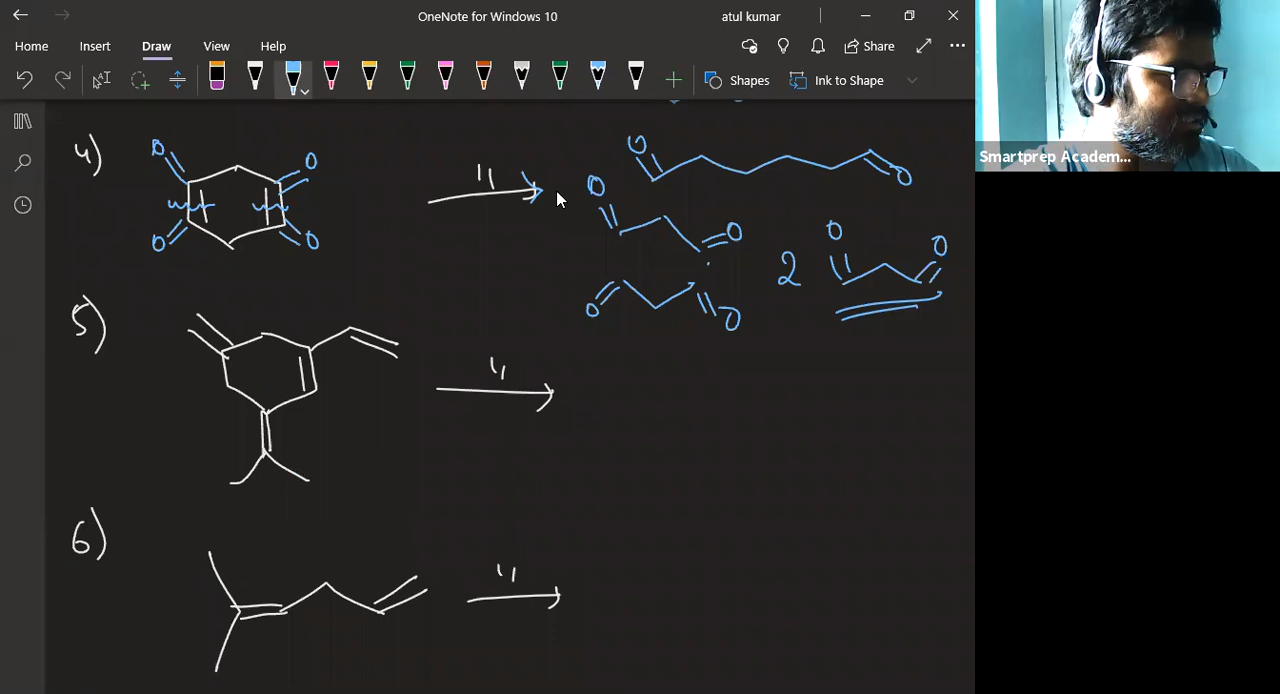 OneNote for Windows 10
atul kumar
Home Insert Draw View Help
Share
Shapes Ink to Shape
Smartprep Academ...
4)
O O
O O
"
O O
O O
O O
2 O O
5)
"
6)
"